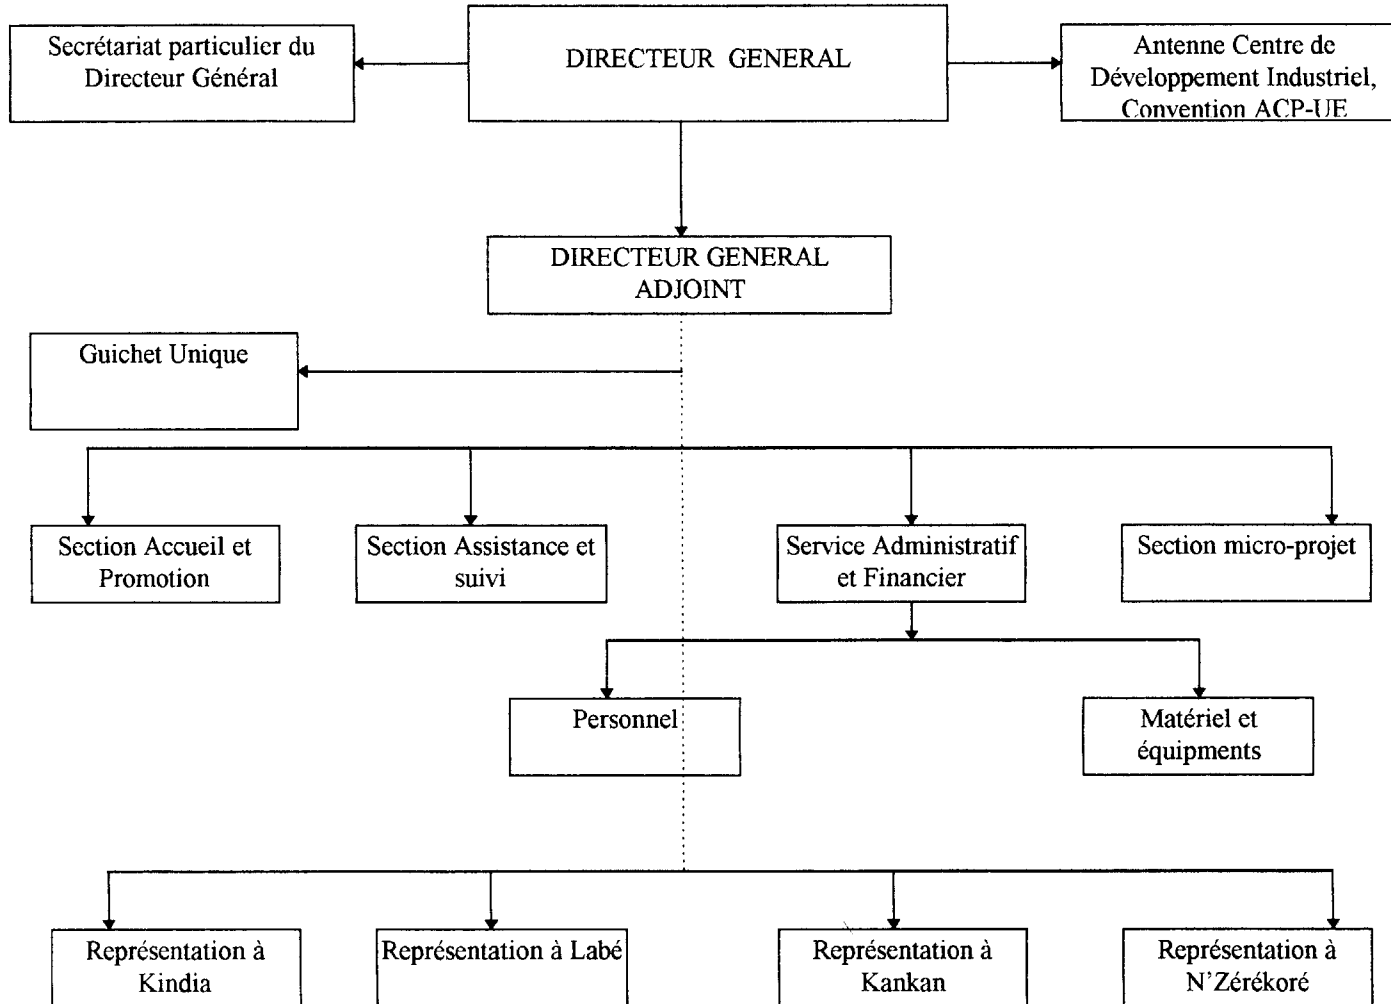 Secrétariat particulier du
Directeur Général
DIRECTEUR GENERAL
Antenne Centre de
Développement Industriel,
Convention ACP-UE
DIRECTEUR GENERAL
ADJOINT
Guichet Unique
Section Accueil et
Promotion
Section Assistance et
suivi
Service Administratif
et Financier
Section micro-projet
Personnel
Matériel et
équipments
Représentation à
Kindia
Représentation à Labé
Représentation à
Kankan
Représentation à
N'Zérékoré